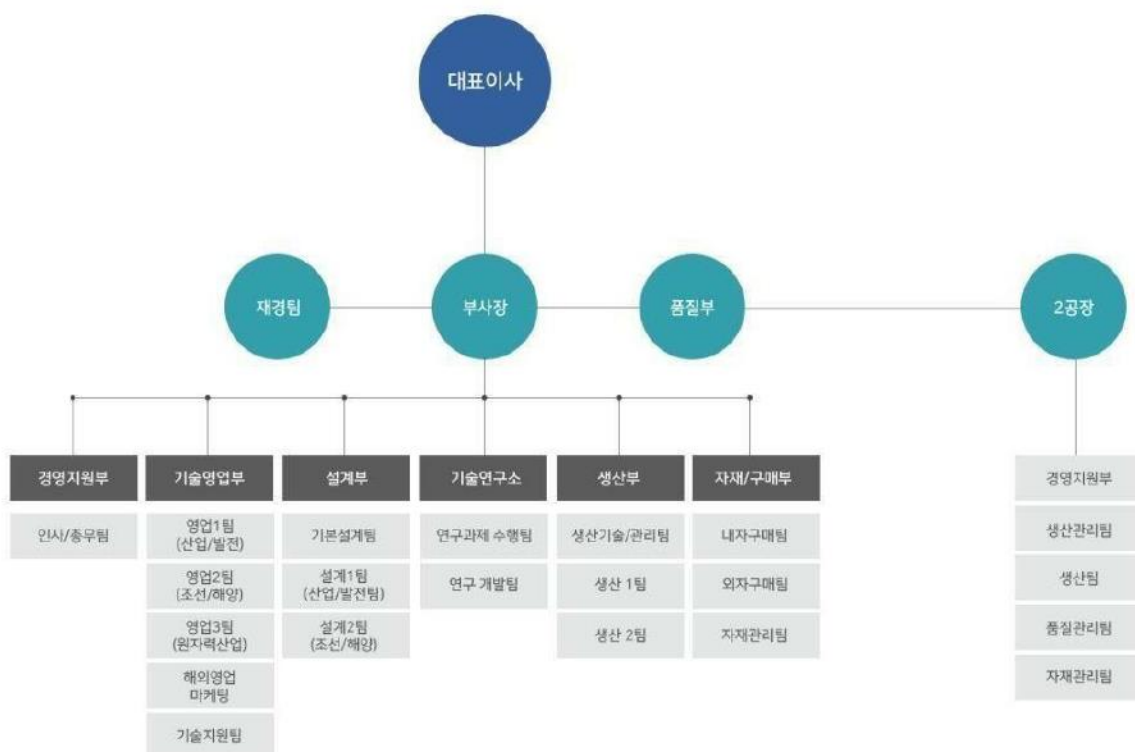 대표이사
재경팀
부사장
품질부
2공장
경영지원부
인사/총무팀
기술영업부
영업1팀
(산업/발전)
영업2팀
(조선/해양)
영업3팀
(원자력산업)
해외영업
마케팅
기술지원팀
설계부
기본설계팀
설계1팀
(산업/발전팀)
설계2팀
(조선/해양)
기술연구소
연구과제 수행팀
연구 개발팀
생산부
생산기술/관리팀
생산 1팀
생산 2팀
자재/구매부
내자구매팀
외자구매팀
자재관리팀
경영지원부
생산관리팀
생산팀
품질관리팀
자재관리팀